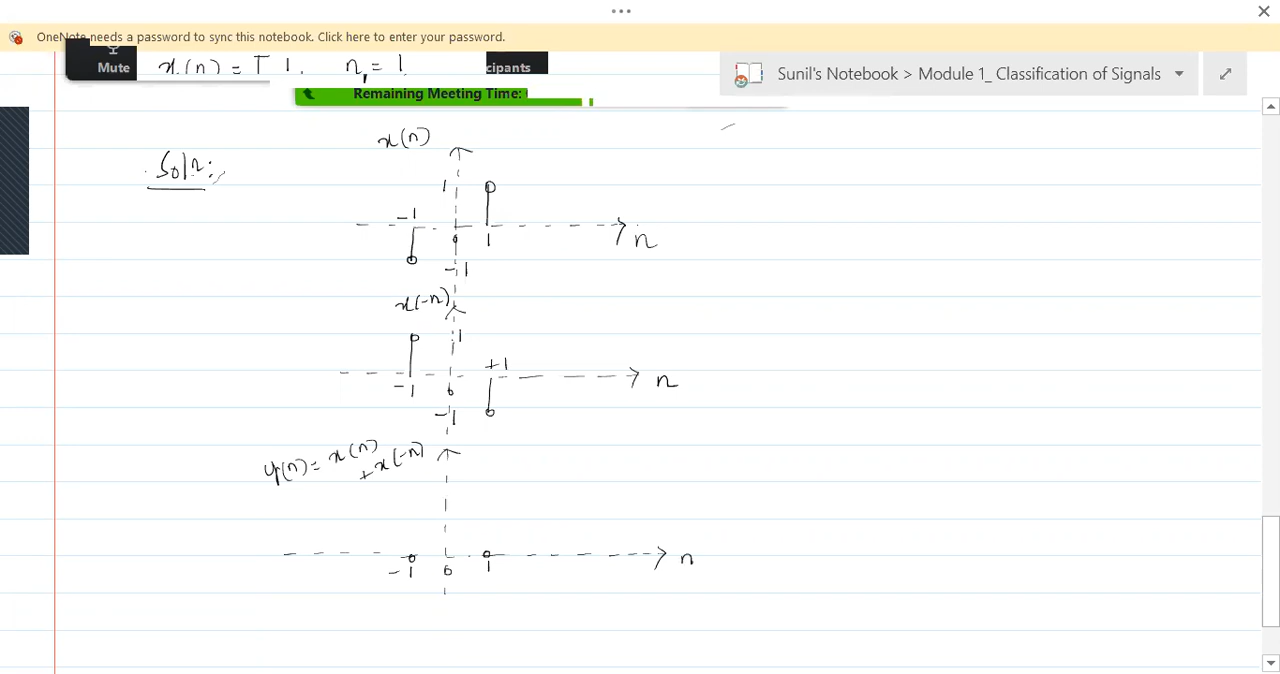 OneNote needs a password to sync this notebook. Click here to enter your password.
Mute
x(n) = 1, n = 1
cipants
Sunil's Notebook > Module 1_ Classification of Signals
Remaining Meeting Time:
x(n)
Soln:
1
-1
0
1
n
-1
x(-n)
1
+1
-1
0
n
-1
y(n) = x(n)
+ x(-n)
n
-1
0
1